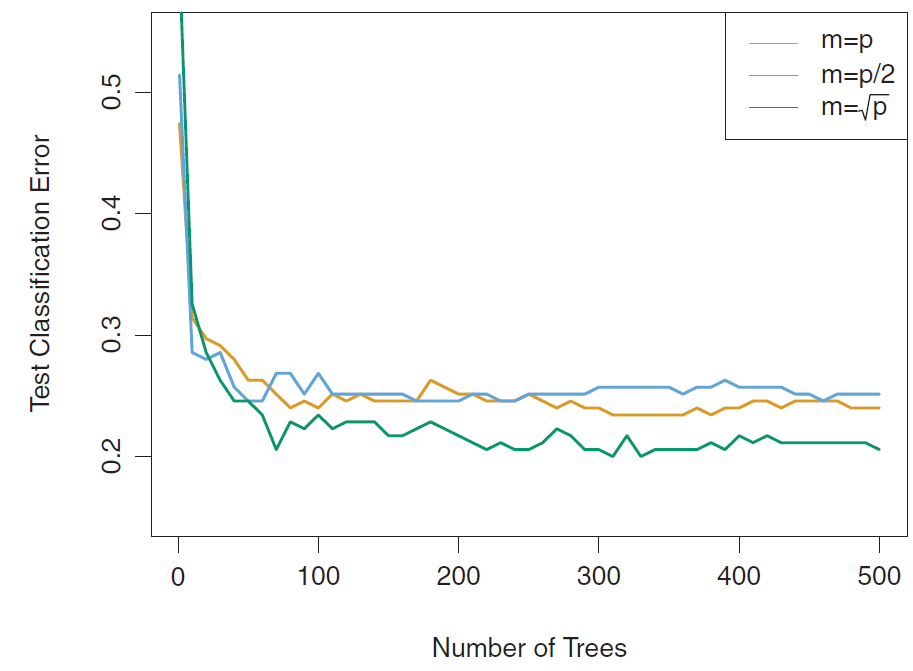 m=p
m=p/2
m=√p
Test Classification Error
0.5
0.4
0.3
0.2
0 100 200 300 400 500
Number of Trees